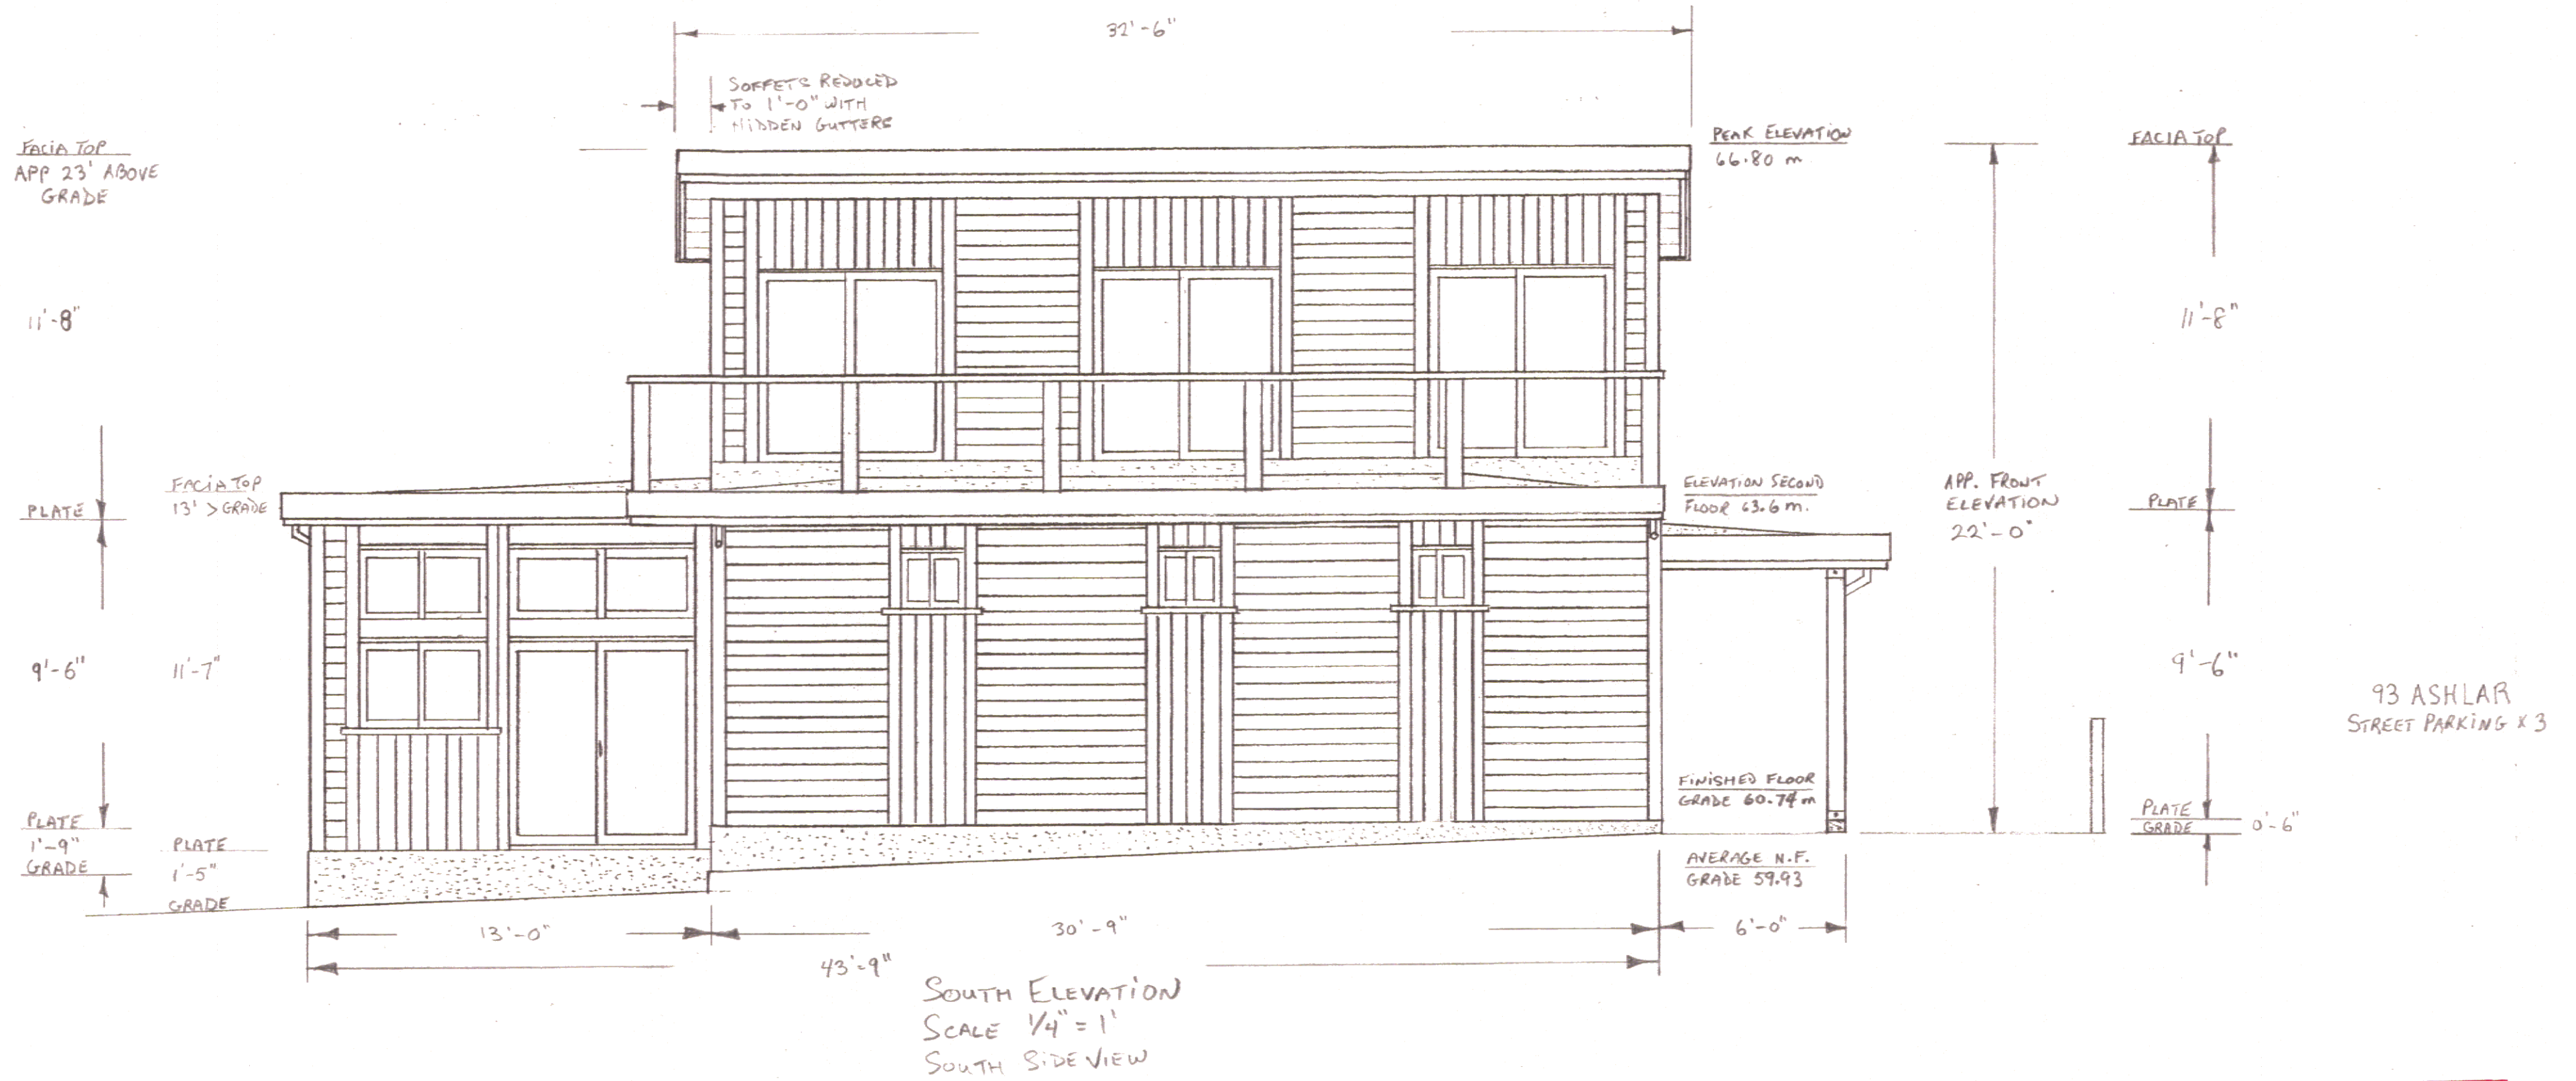 32'-6"
SOFFETS REDUCED
TO 1'-0" WITH
HIDDEN GUTTERS
FACIA TOP
APP 23' ABOVE
GRADE
PEAK ELEVATION
66.80 m
FACIA TOP
11'-8"
11'-8"
FACIA TOP
13' > GRADE
PLATE
ELEVATION SECOND
FLOOR 63.6 m.
APP. FRONT
ELEVATION
22'-0"
PLATE
9'-6"
11'-7"
9'-6"
93 ASHLAR
STREET PARKING X 3
FINISHED FLOOR
GRADE 60.74 m
PLATE
GRADE
0'-6"
PLATE
1'-9"
GRADE
PLATE
1'-5"
GRADE
AVERAGE N.F.
GRADE 59.93
13'-0"
30'-9"
6'-0"
43'-9"
SOUTH ELEVATION
SCALE 1/4" = 1'
SOUTH SIDE VIEW